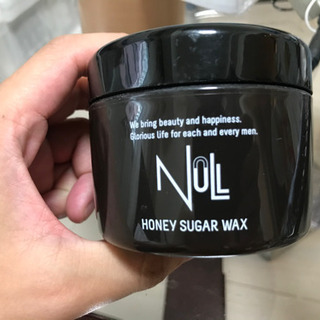 We bring beauty and happiness.
Glorious life for each and every men.
NULL
HONEY SUGAR WAX